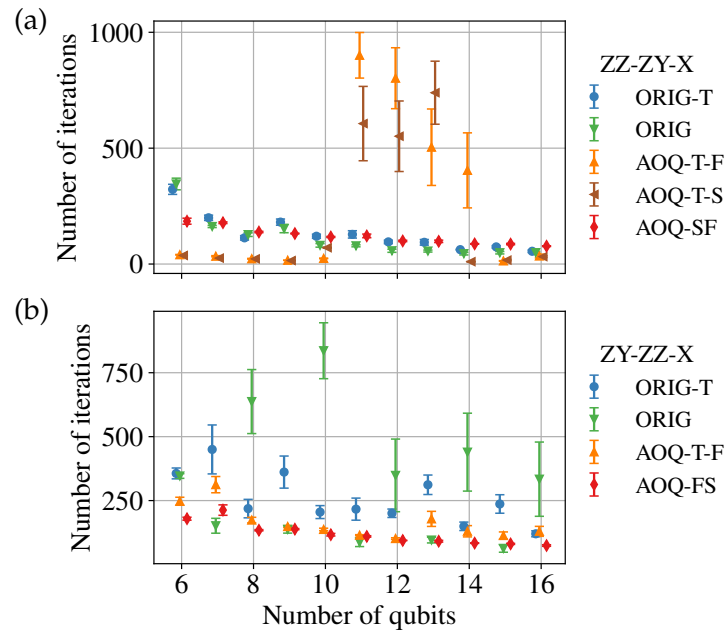 (a)
1000
500
0
Number of iterations
ZZ-ZY-X
ORIG-T
ORIG
AOQ-T-F
AOQ-T-S
AOQ-SF
(b)
750
500
250
Number of iterations
6 8 10 12 14 16
Number of qubits
ZY-ZZ-X
ORIG-T
ORIG
AOQ-T-F
AOQ-FS